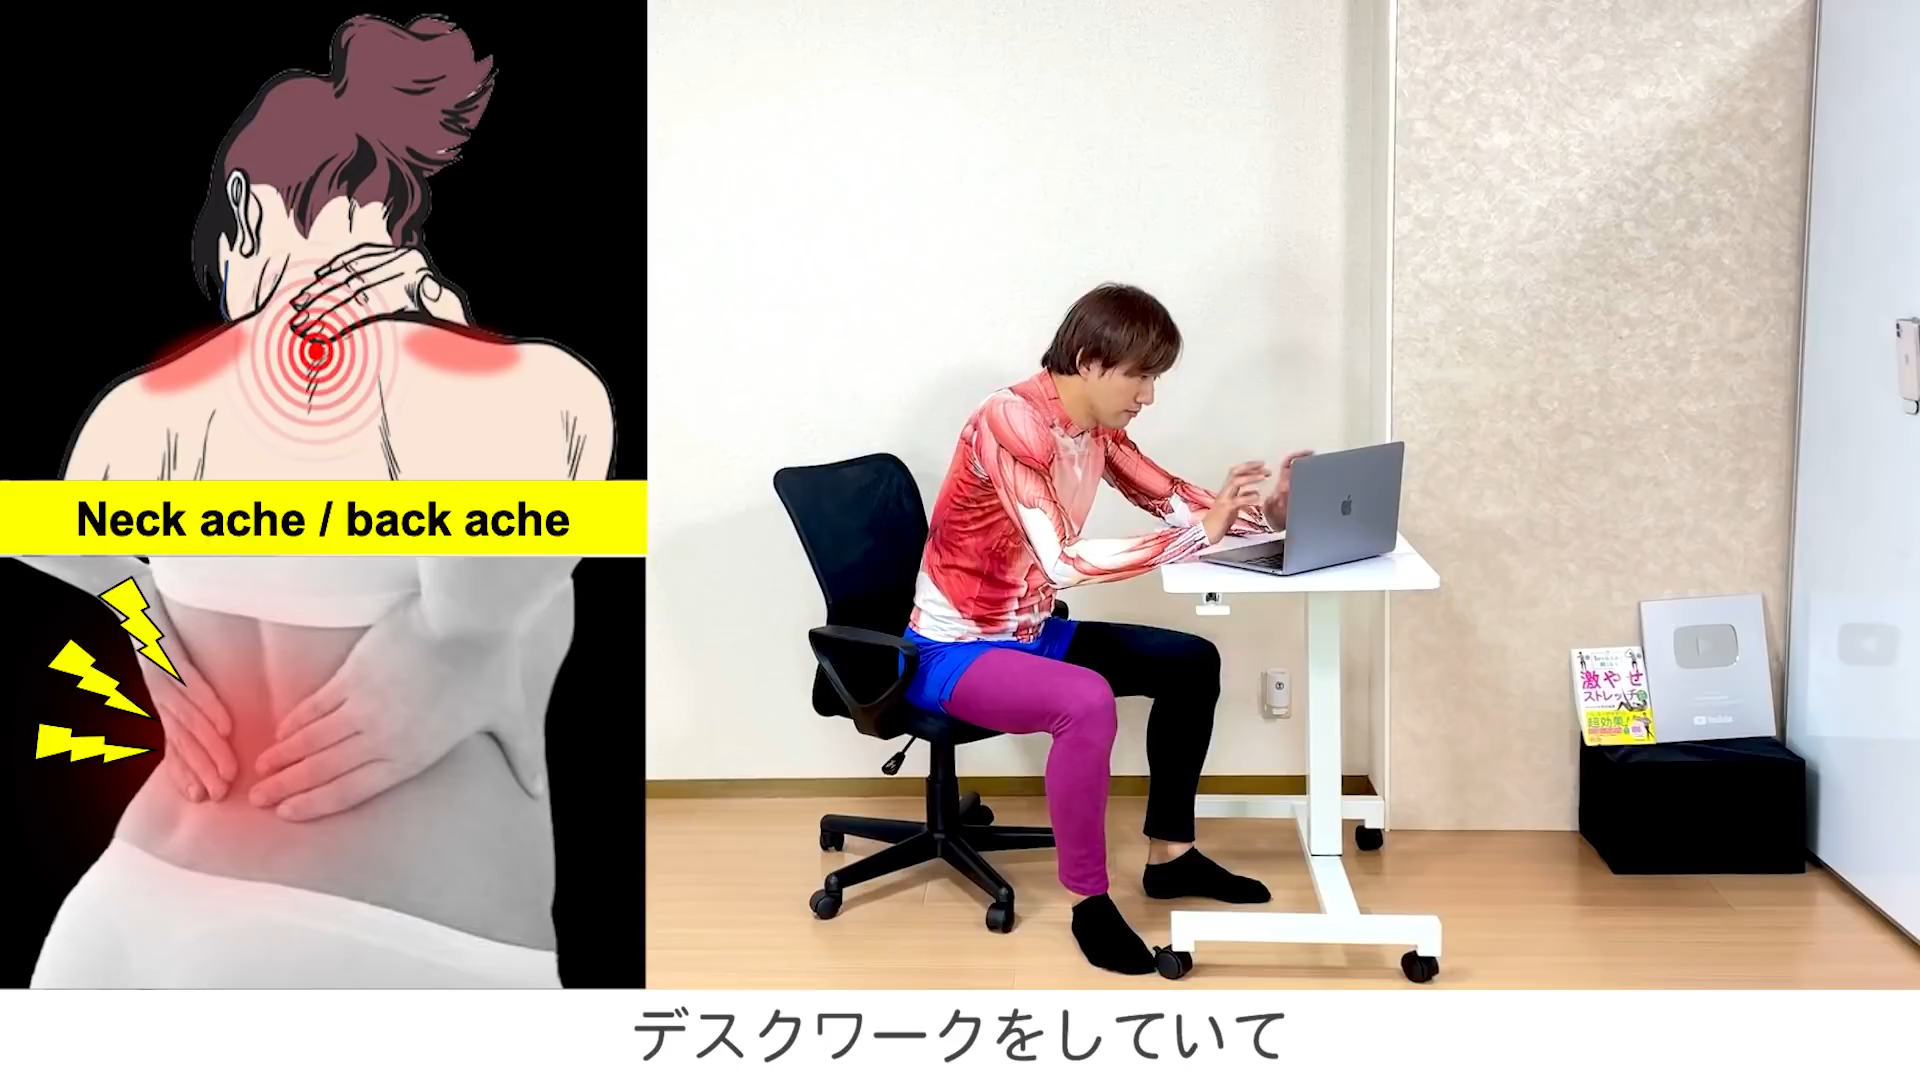 Neck ache / back ache
激やせ
ストレッチ
超効果!
YouTube
デスクワークをしていて